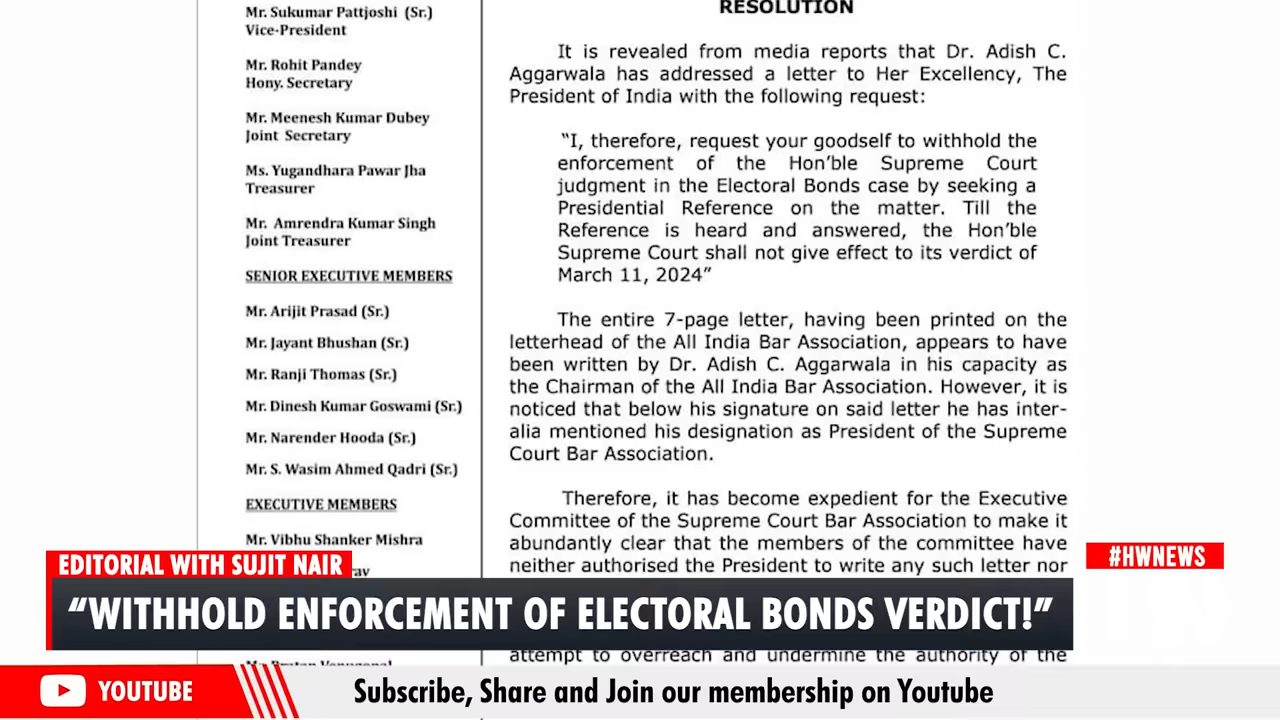 Mr. Sukumar Pattjoshi (Sr.)
Vice-President
Mr. Rohit Pandey
Hony. Secretary
Mr. Meenesh Kumar Dubey
Joint Secretary
Ms. Yugandhara Pawar Jha
Treasurer
Mr. Amrendra Kumar Singh
Joint Treasurer
SENIOR EXECUTIVE MEMBERS
Mr. Arijit Prasad (Sr.)
Mr. Jayant Bhushan (Sr.)
Mr. Ranji Thomas (Sr.)
Mr. Dinesh Kumar Goswami (Sr.)
Mr. Narender Hooda (Sr.)
Mr. S. Wasim Ahmed Qadri (Sr.)
EXECUTIVE MEMBERS
Mr. Vibhu Shanker Mishra
RESOLUTION
It is revealed from media reports that Dr. Adish C.
Aggarwala has addressed a letter to Her Excellency, The
President of India with the following request:
“I, therefore, request your goodself to withhold the
enforcement of the Hon’ble Supreme Court
judgment in the Electoral Bonds case by seeking a
Presidential Reference on the matter. Till the
Reference is heard and answered, the Hon’ble
Supreme Court shall not give effect to its verdict of
March 11, 2024”
The entire 7-page letter, having been printed on the
letterhead of the All India Bar Association, appears to have
been written by Dr. Adish C. Aggarwala in his capacity as
the Chairman of the All India Bar Association. However, it is
noticed that below his signature on said letter he has inter-
alia mentioned his designation as President of the Supreme
Court Bar Association.
Therefore, it has become expedient for the Executive
Committee of the Supreme Court Bar Association to make it
abundantly clear that the members of the committee have
neither authorised the President to write any such letter nor
attempt to overreach and undermine the authority of the
EDITORIAL WITH SUJIT NAIR
#HWNEWS
“WITHHOLD ENFORCEMENT OF ELECTORAL BONDS VERDICT!”
YOUTUBE
Subscribe, Share and Join our membership on Youtube